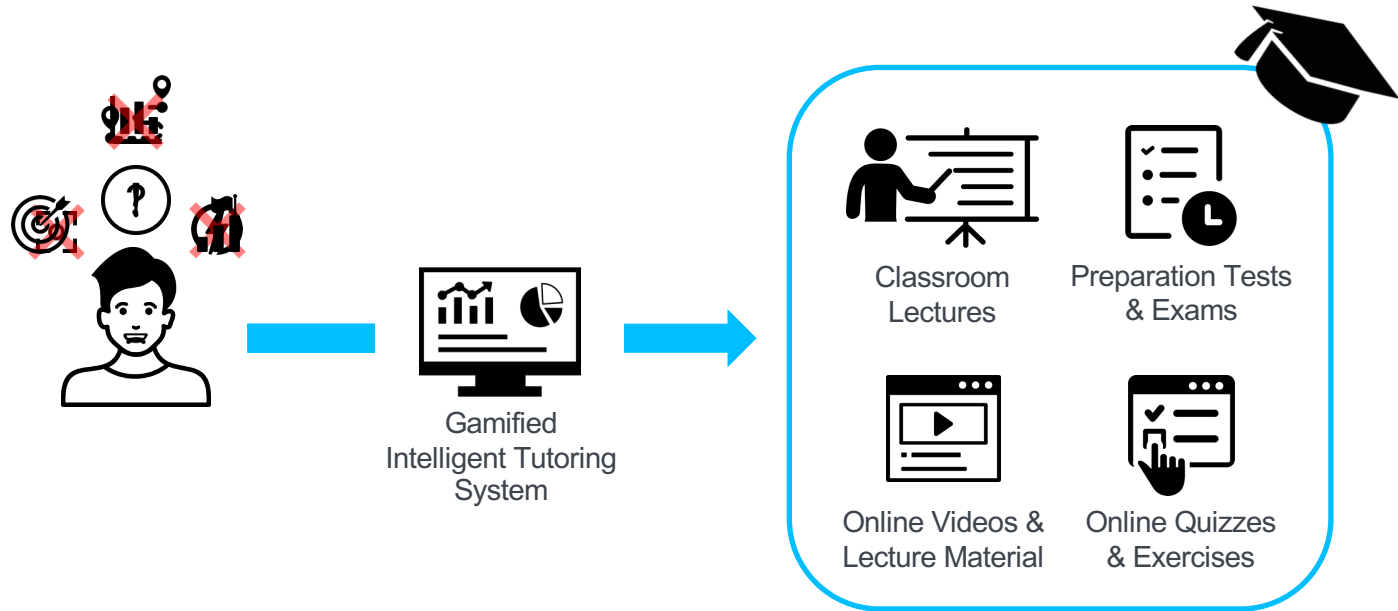 Classroom
Lectures
Preparation Tests
& Exams
Gamified
Intelligent Tutoring
System
Online Videos &
Lecture Material
Online Quizzes
& Exercises